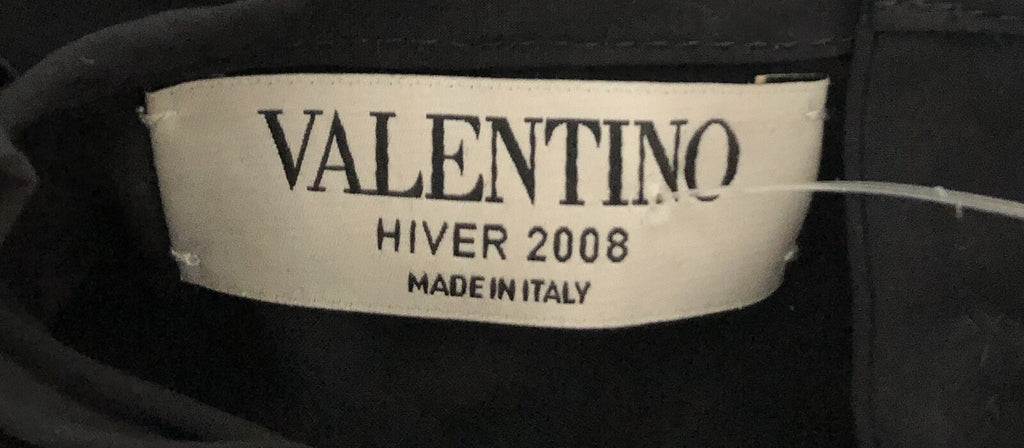 VALENTINO
HIVER 2008
MADE IN ITALY